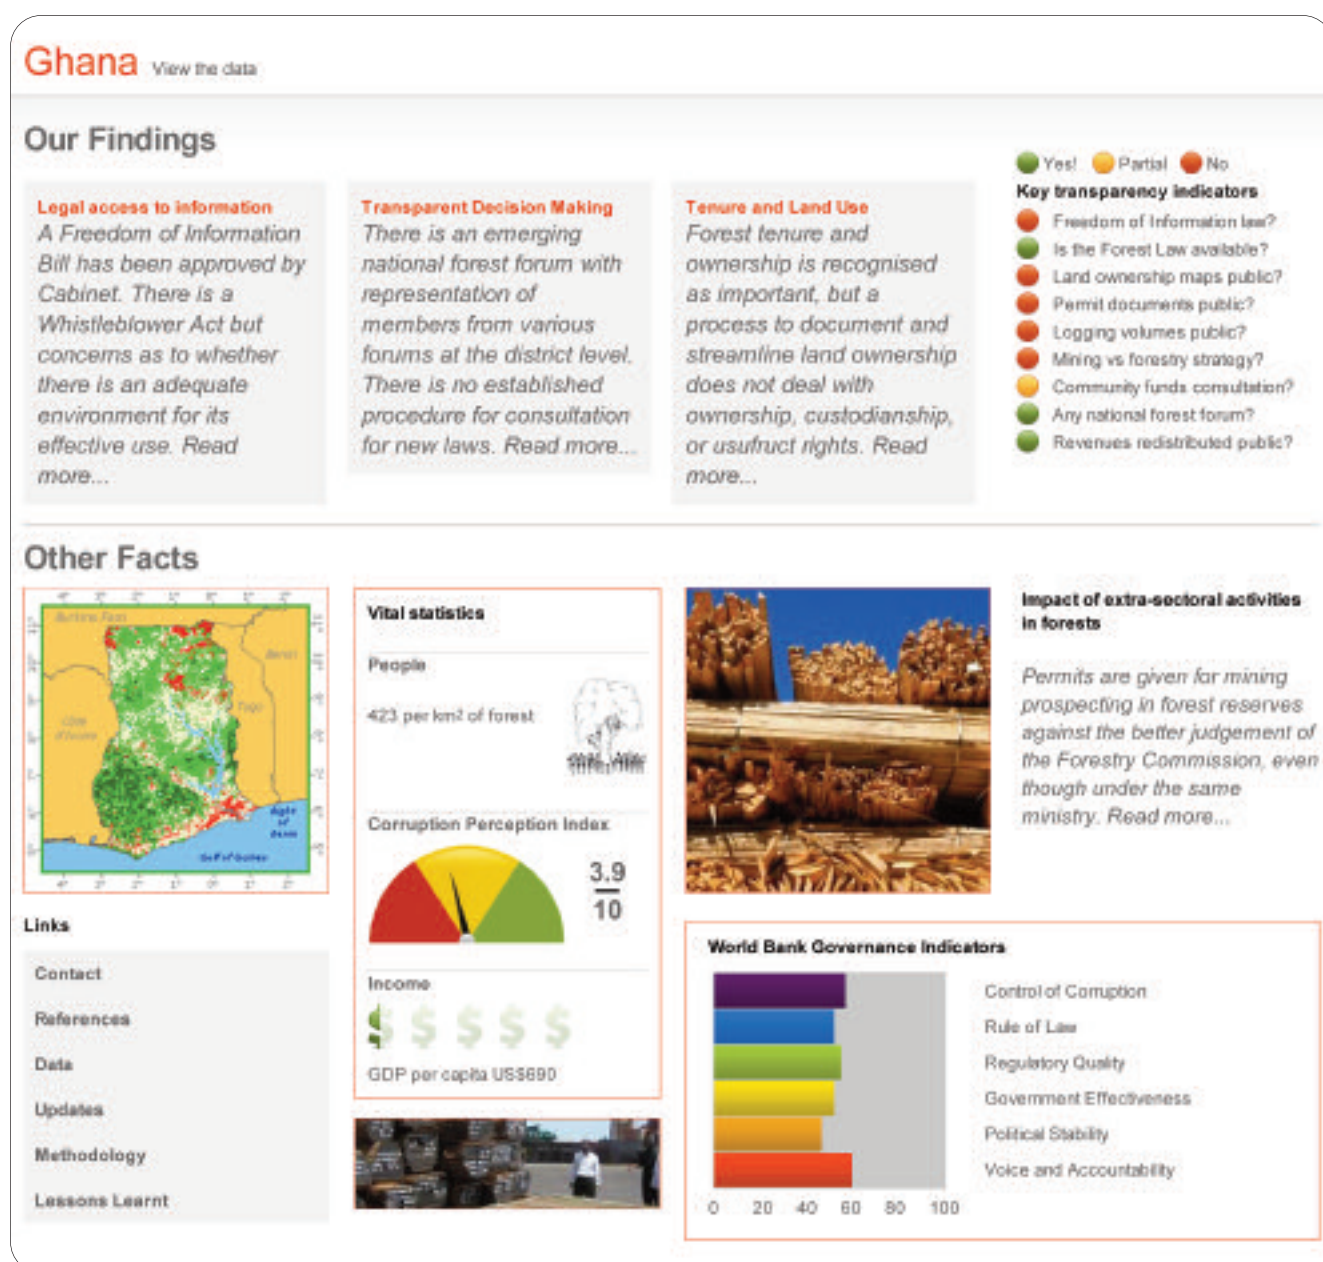 Ghana View the data
Our Findings
Legal access to information
A Freedom of Information
Bill has been approved by
Cabinet. There is a
Whistleblower Act but
concerns as to whether
there is an adequate
environment for its
effective use. Read
more...
Transparent Decision Making
There is an emerging
national forest forum with
representation of
members from various
forums at the district level.
There is no established
procedure for consultation
for new laws. Read more...
Tenure and Land Use
Forest tenure and
ownership is recognised
as important, but a
process to document and
streamline land ownership
does not deal with
ownership, custodianship,
or usufruct rights. Read
more...
Yes! Partial No
Key transparency indicators
Freedom of Information law?
Is the Forest Law available?
Land ownership maps public?
Permit documents public?
Logging volumes public?
Mining vs forestry strategy?
Community funds consultation?
Any national forest forum?
Revenues redistributed public?
Other Facts
Burkina Faso
Benin
Togo
Côte
d'Ivoire
Bight
of
Benin
Gulf of Guinea
Links
Contact
References
Data
Updates
Methodology
Lessons Learnt
Vital statistics
People
423 per km² of forest
Corruption Perception Index
3.9
10
Income
$ $ $ $ $
GDP per capita US$690
Impact of extra-sectoral activities
in forests
Permits are given for mining
prospecting in forest reserves
against the better judgement of
the Forestry Commission, even
though under the same
ministry. Read more...
World Bank Governance Indicators
Control of Corruption
Rule of Law
Regulatory Quality
Government Effectiveness
Political Stability
Voice and Accountability
0 20 40 60 80 100